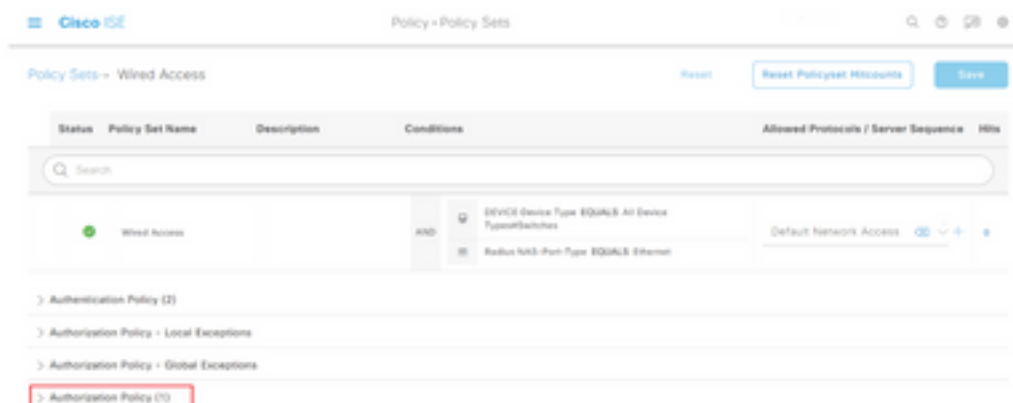 Cisco ISE
Policy · Policy Sets
Policy Sets→ Wired Access
Reset
Reset Policyset Hitcounts
Save
Status Policy Set Name Description Conditions Allowed Protocols / Server Sequence Hits
Search
Wired Access
AND
DEVICE·Device Type EQUALS All Device
Types#Switches
Radius·NAS-Port-Type EQUALS Ethernet
Default Network Access
> Authentication Policy (2)
> Authorization Policy - Local Exceptions
> Authorization Policy - Global Exceptions
> Authorization Policy (1)